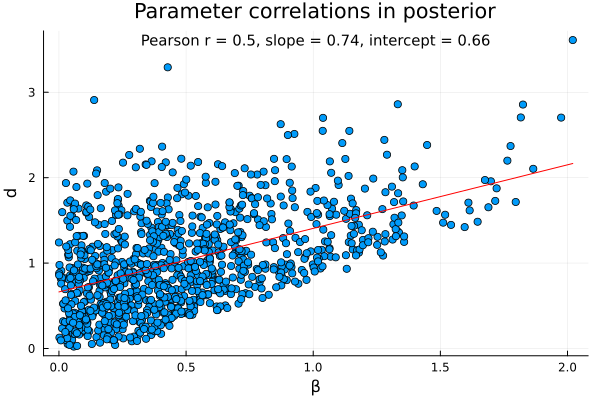 Parameter correlations in posterior
Pearson r = 0.5, slope = 0.74, intercept = 0.66
3
2
1
0
d
0.0 0.5 1.0 1.5 2.0
β